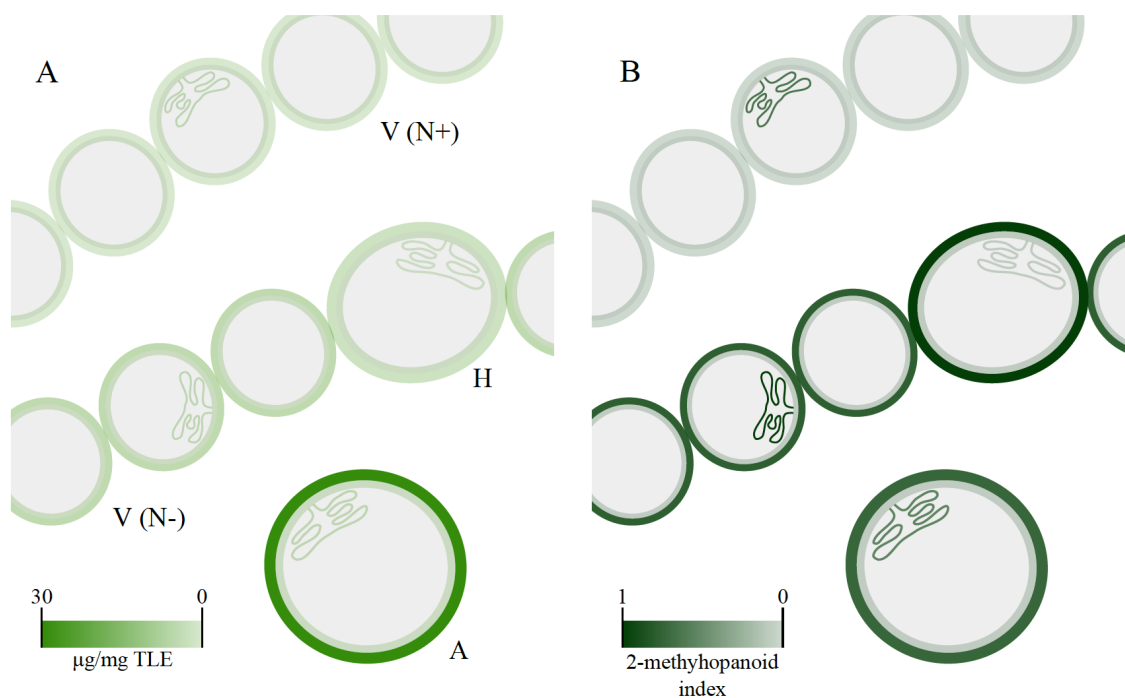 A
V (N+)
H
V (N-)
A
30 0
µg/mg TLE
B
1 0
2-methyhopanoid
index